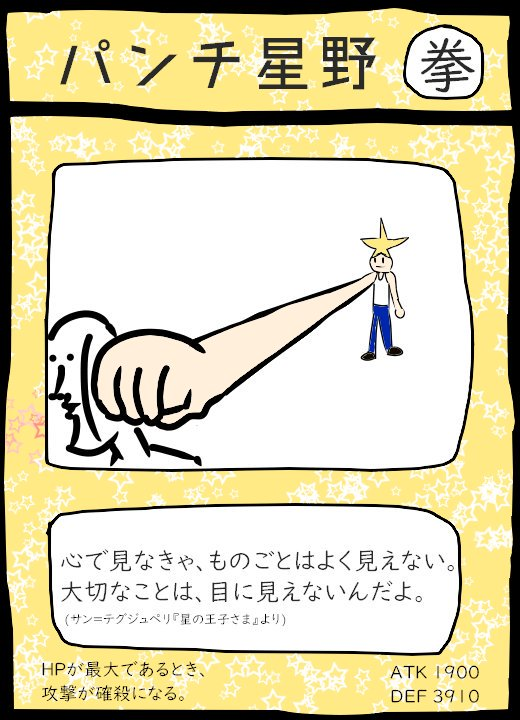 パンチ星野
拳
心で見なきゃ、ものごとはよく見えない。
大切なことは、目に見えないんだよ。
(サン=テグジュペリ『星の王子さま』より)
HPが最大であるとき、
攻撃が確殺になる。
ATK 1900
DEF 3910